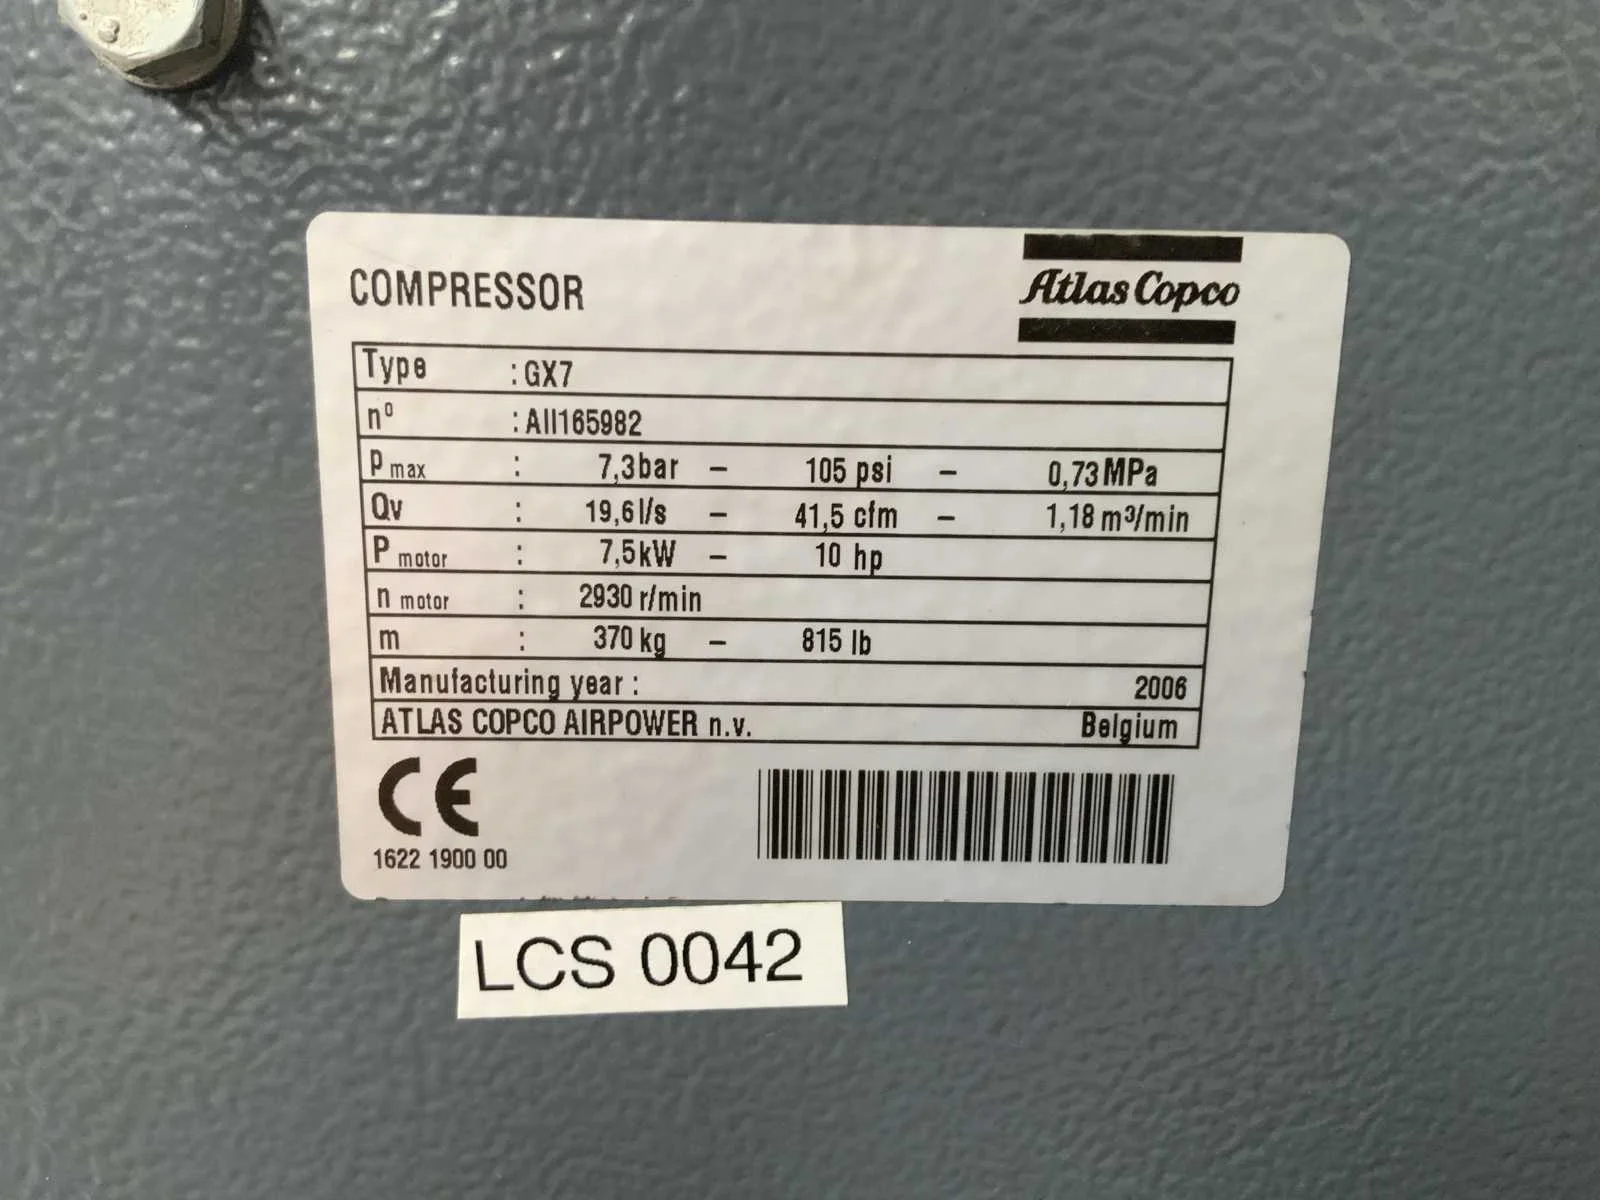 COMPRESSOR
Atlas Copco
Type : GX7
nº : AII165982
P max : 7,3bar – 105 psi – 0,73 MPa
Qv : 19,6 l/s – 41,5 cfm – 1,18 m³/min
P motor : 7,5kW – 10 hp
n motor : 2930 r/min
m : 370 kg – 815 lb
Manufacturing year : 2006
ATLAS COPCO AIRPOWER n.v. Belgium
CE
1622 1900 00
LCS 0042